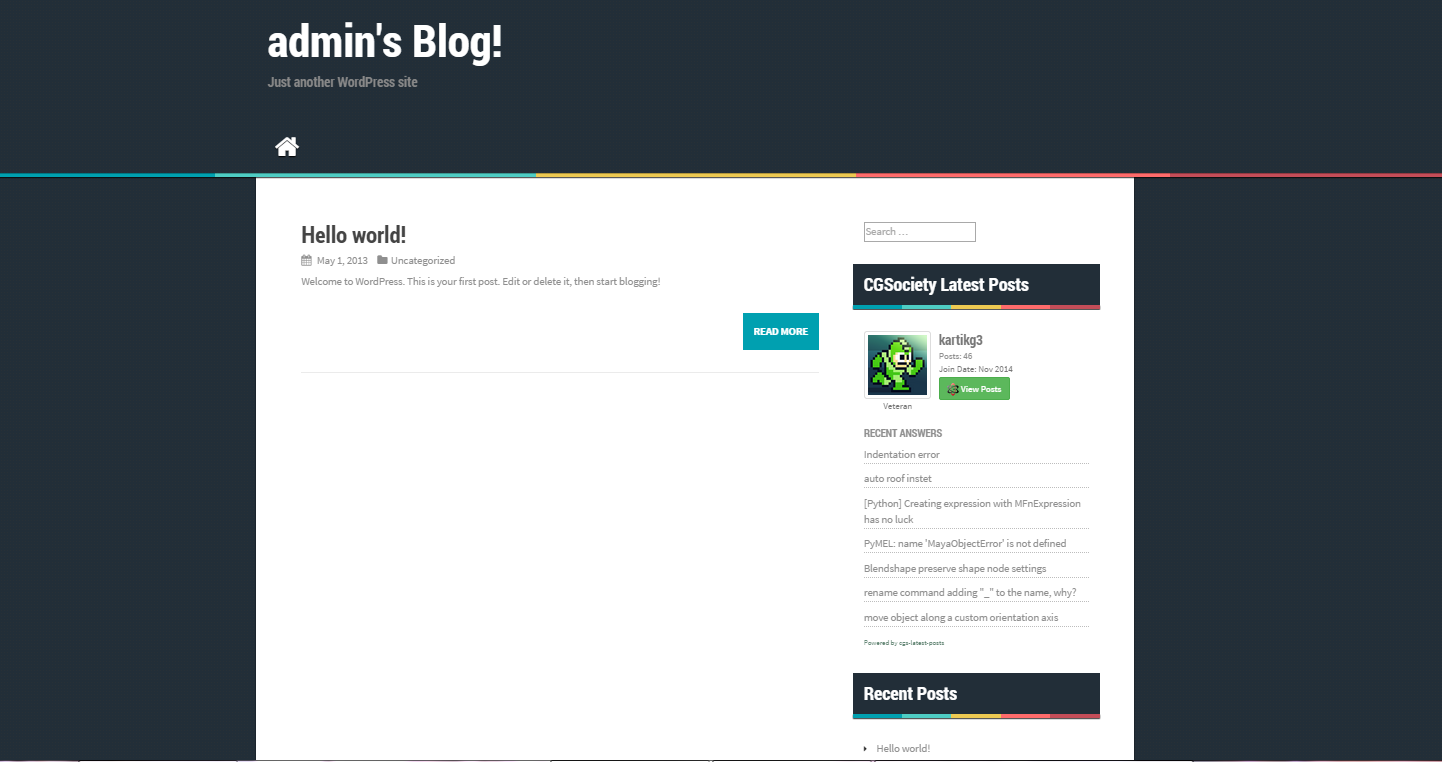 admin's Blog!
Just another WordPress site
Hello world!
May 1, 2013 Uncategorized
Welcome to WordPress. This is your first post. Edit or delete it, then start blogging!
READ MORE
Search …
CGSociety Latest Posts
kartikg3
Posts: 46
Join Date: Nov 2014
View Posts
Veteran
RECENT ANSWERS
Indentation error
auto roof instet
[Python] Creating expression with MFnExpression
has no luck
PyMEL: name 'MayaObjectError' is not defined
Blendshape preserve shape node settings
rename command adding "_" to the name, why?
move object along a custom orientation axis
Powered by cgs-latest-posts
Recent Posts
Hello world!